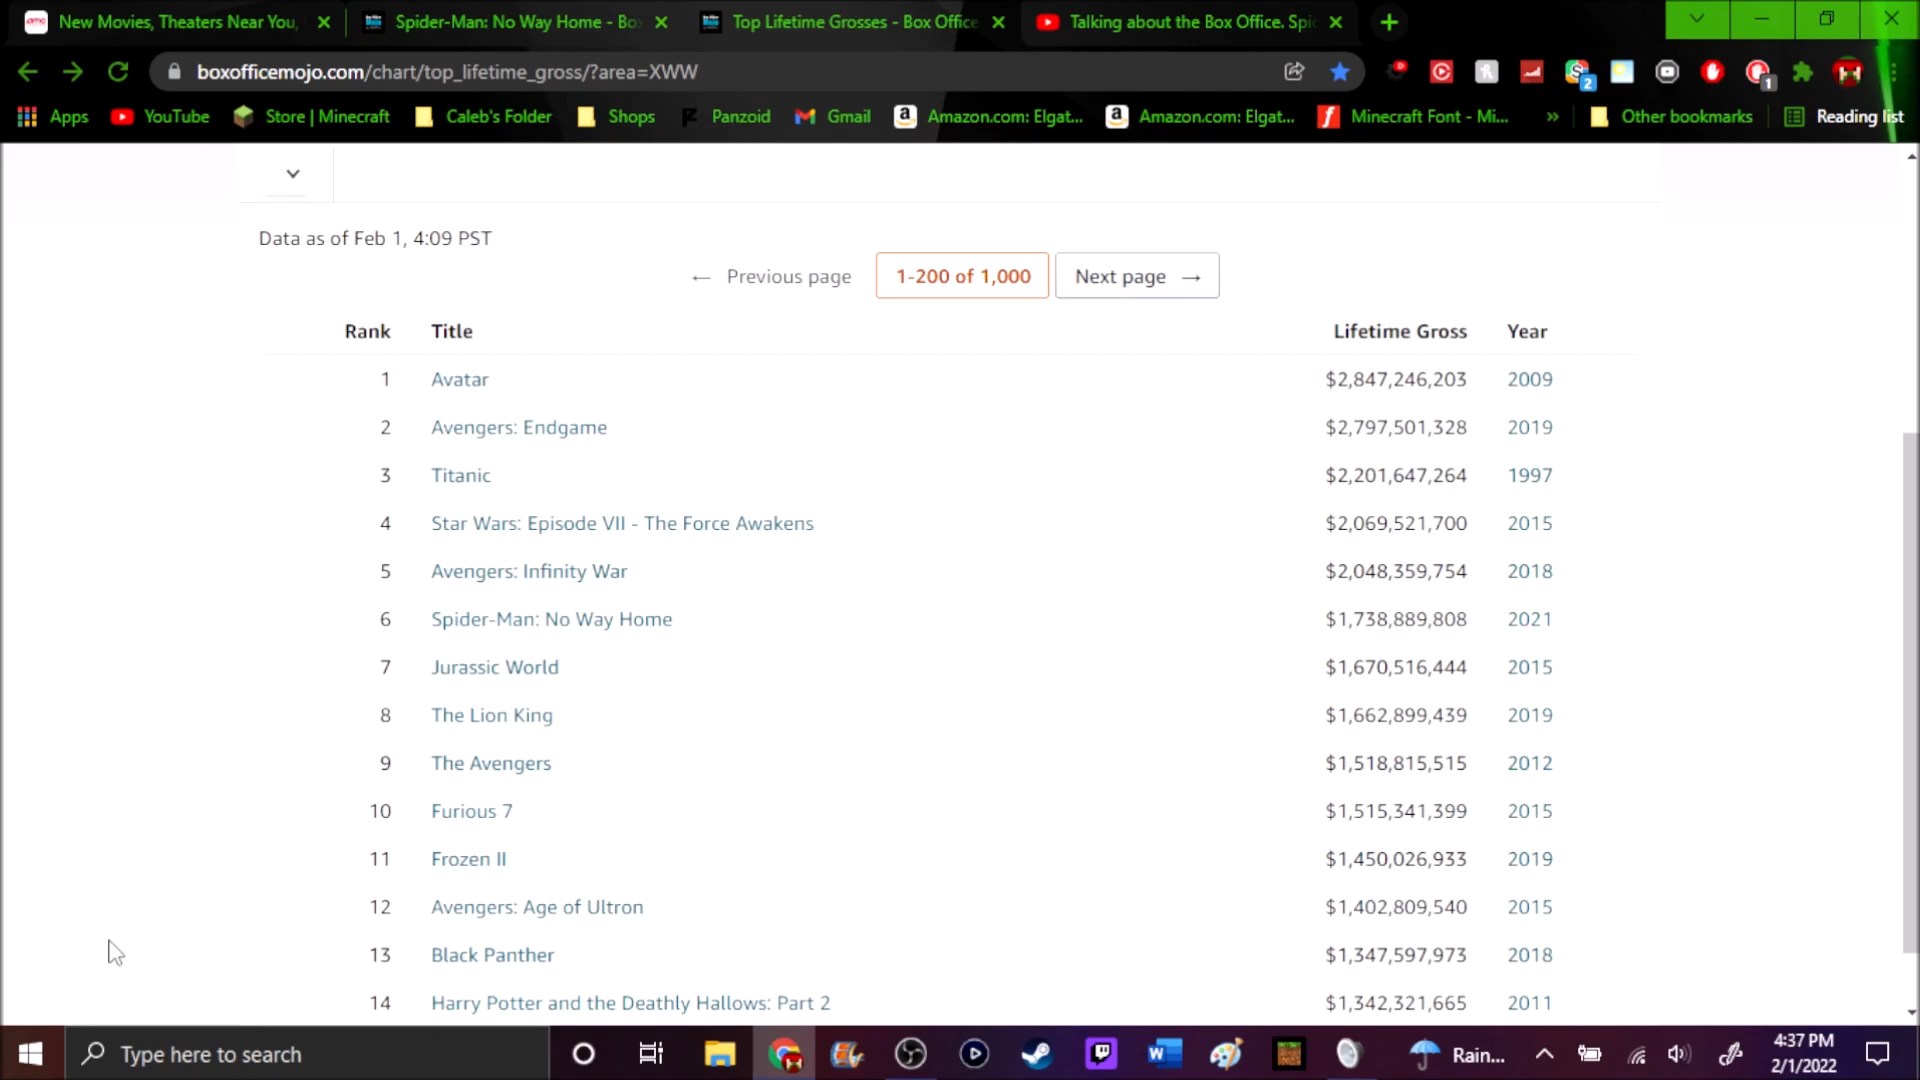 New Movies, Theaters Near You,
Spider-Man: No Way Home - Bo
Top Lifetime Grosses - Box Office
Talking about the Box Office. Spi
boxofficemojo.com/chart/top_lifetime_gross/?area=XWW
2
1
Apps
YouTube
Store | Minecraft
Caleb's Folder
Shops
Panzoid
Gmail
Amazon.com: Elgat...
Amazon.com: Elgat...
Minecraft Font - Mi...
»
Other bookmarks
Reading list
Data as of Feb 1, 4:09 PST
← Previous page 1-200 of 1,000 Next page →
Rank Title Lifetime Gross Year
1 Avatar $2,847,246,203 2009
2 Avengers: Endgame $2,797,501,328 2019
3 Titanic $2,201,647,264 1997
4 Star Wars: Episode VII - The Force Awakens $2,069,521,700 2015
5 Avengers: Infinity War $2,048,359,754 2018
6 Spider-Man: No Way Home $1,738,889,808 2021
7 Jurassic World $1,670,516,444 2015
8 The Lion King $1,662,899,439 2019
9 The Avengers $1,518,815,515 2012
10 Furious 7 $1,515,341,399 2015
11 Frozen II $1,450,026,933 2019
12 Avengers: Age of Ultron $1,402,809,540 2015
13 Black Panther $1,347,597,973 2018
14 Harry Potter and the Deathly Hallows: Part 2 $1,342,321,665 2011
Type here to search
Rain...
4:37 PM
2/1/2022